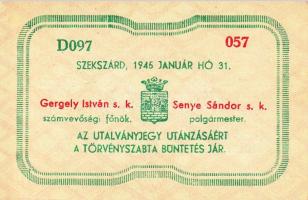 D097 057
SZEKSZÁRD, 1946 JANUÁR HÓ 31.
Gergely István s. k. Senye Sándor s. k.
számvevőségi főnök. polgármester.
AZ UTALVÁNYJEGY UTÁNZÁSÁÉRT
A TÖRVÉNYSZABTA BÜNTETÉS JÁR.